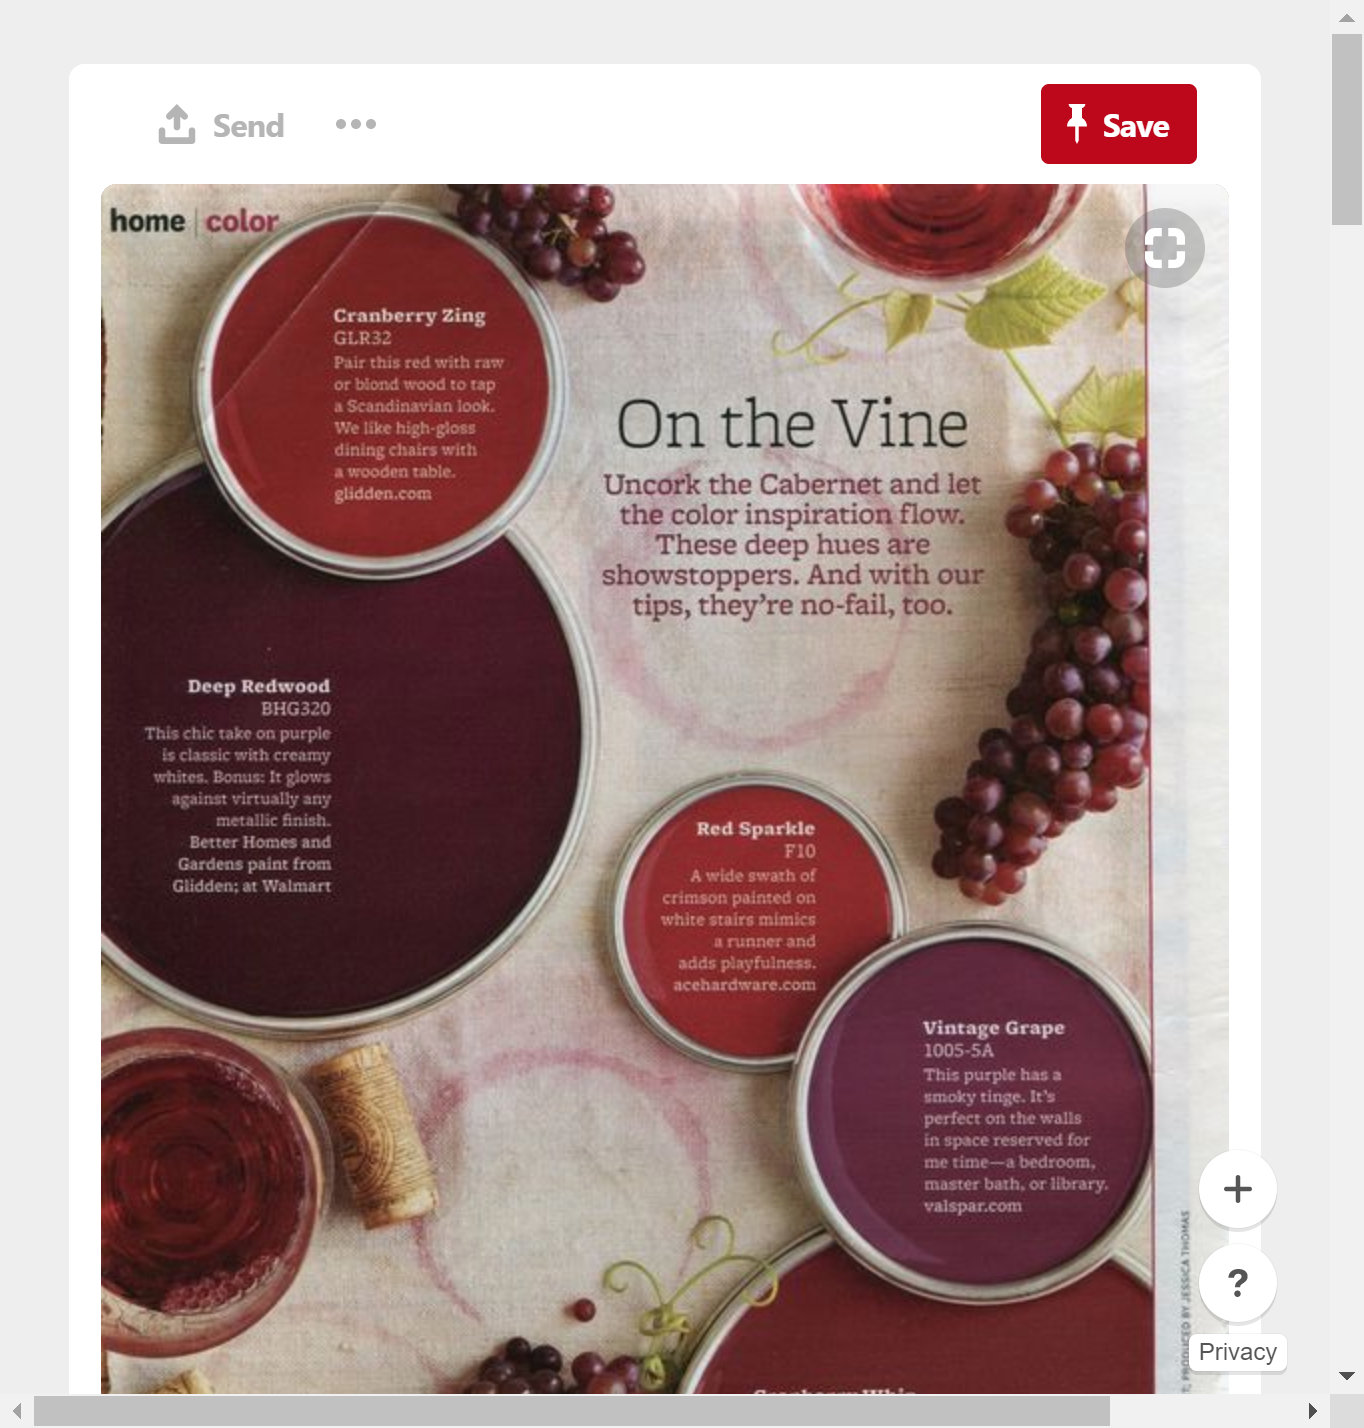 Send
Save
home | color
Cranberry Zing
GLR32
Pair this red with raw
or blond wood to tap
a Scandinavian look.
We like high-gloss
dining chairs with
a wooden table.
glidden.com
On the Vine
Uncork the Cabernet and let
the color inspiration flow.
These deep hues are
showstoppers. And with our
tips, they're no-fail, too.
Deep Redwood
BHG320
This chic take on purple
is classic with creamy
whites. Bonus: It glows
against virtually any
metallic finish.
Better Homes and
Gardens paint from
Glidden; at Walmart
Red Sparkle
F10
A wide swath of
crimson painted on
white stairs mimics
a runner and
adds playfulness.
acehardware.com
Vintage Grape
1005-5A
This purple has a
smoky tinge. It's
perfect on the walls
in space reserved for
me time—a bedroom,
master bath, or library.
valspar.com
PRODUCED BY JESSICA THOMAS
?
Privacy